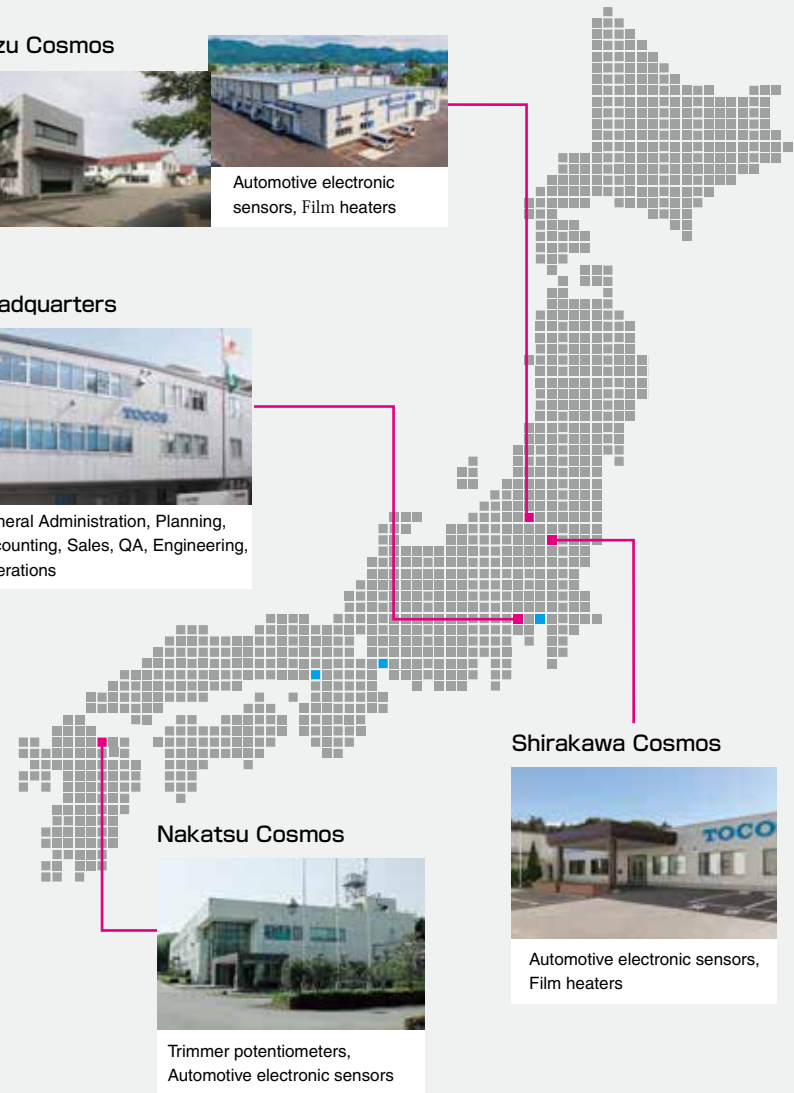 zu Cosmos
Automotive electronic
sensors, Film heaters
adquarters
TOCOS
neral Administration, Planning,
counting, Sales, QA, Engineering,
erations
Shirakawa Cosmos
TOCO
Automotive electronic sensors,
Film heaters
Nakatsu Cosmos
Trimmer potentiometers,
Automotive electronic sensors